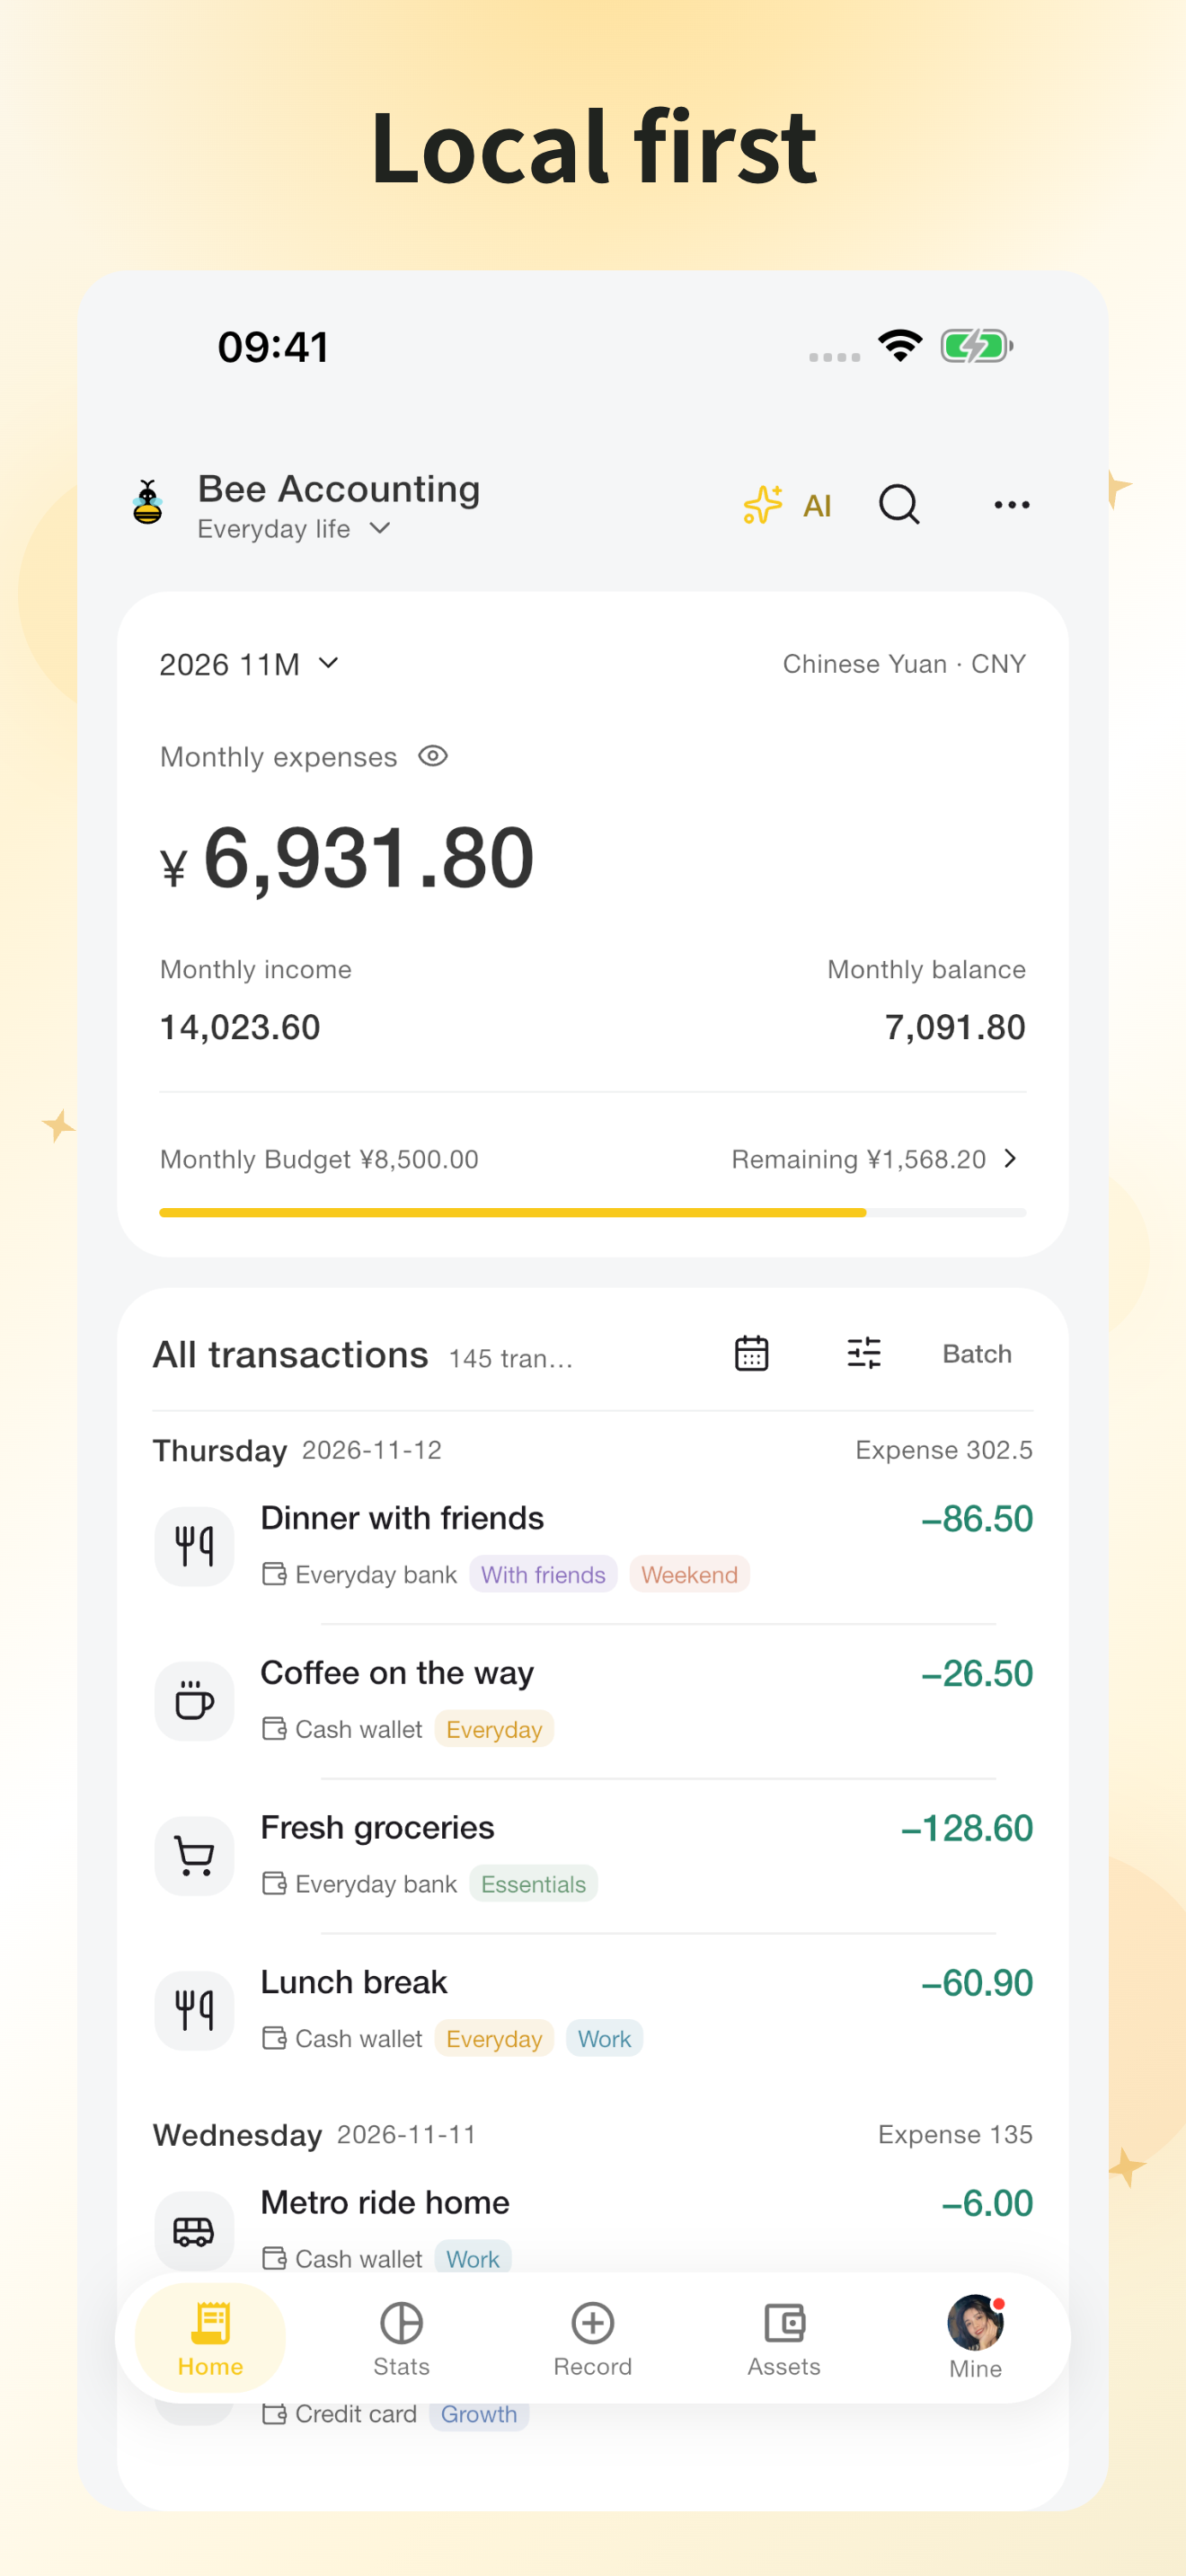 Local first
09:41
Bee Accounting
AI
Everyday life
2026 11M
Chinese Yuan · CNY
Monthly expenses
¥ 6,931.80
Monthly income
Monthly balance
14,023.60
7,091.80
Monthly Budget ¥8,500.00
Remaining ¥1,568.20
All transactions 145 tran...
Batch
Thursday 2026-11-12
Expense 302.5
Dinner with friends
−86.50
Everyday bank With friends Weekend
Coffee on the way
−26.50
Cash wallet Everyday
Fresh groceries
−128.60
Everyday bank Essentials
Lunch break
−60.90
Cash wallet Everyday Work
Wednesday 2026-11-11
Expense 135
Metro ride home
−6.00
Cash wallet Work
Home
Stats
Record
Assets
Mine
Credit card Growth